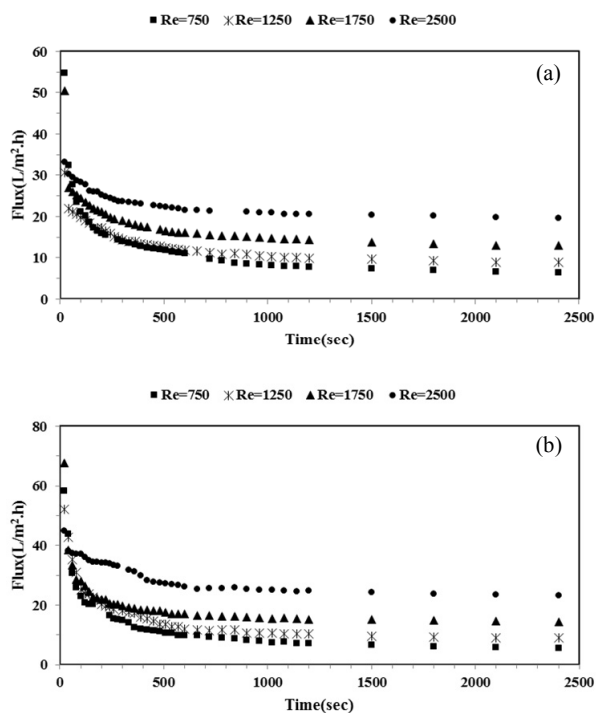 ■ Re=750 ✳ Re=1250 ▲ Re=1750 ● Re=2500
60
(a)
50
40
30
20
10
0
Flux(L/m².h)
0 500 1000 1500 2000 2500
Time(sec)
■ Re=750 ✳ Re=1250 ▲ Re=1750 ● Re=2500
80
(b)
60
40
20
0
Flux(L/m².h)
0 500 1000 1500 2000 2500
Time(sec)